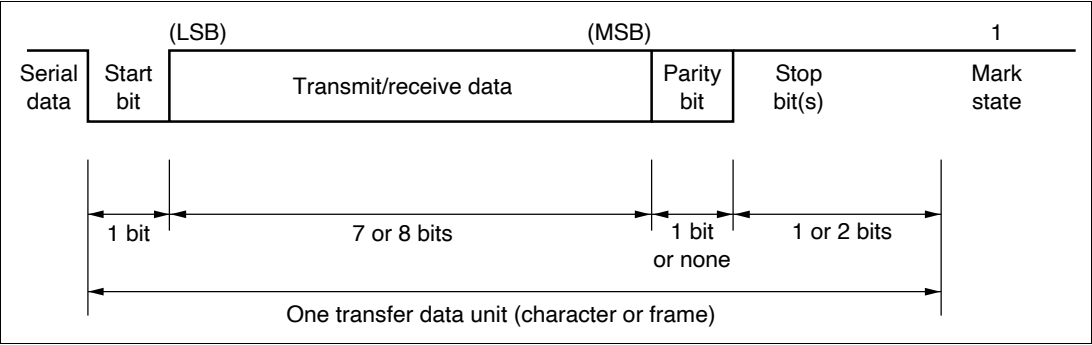 (LSB) (MSB) 1
Serial Start Transmit/receive data Parity Stop Mark
data bit bit bit(s) state
1 bit 7 or 8 bits 1 bit 1 or 2 bits
or none
One transfer data unit (character or frame)